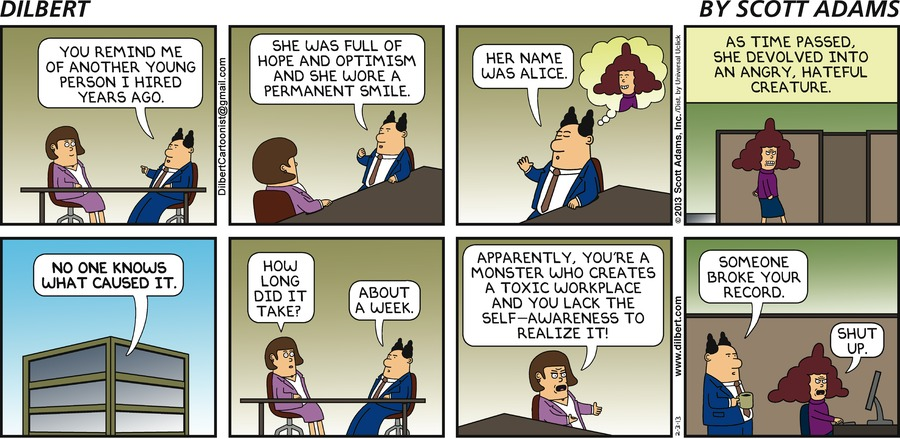 DILBERT
BY SCOTT ADAMS
YOU REMIND ME
OF ANOTHER YOUNG
PERSON I HIRED
YEARS AGO.
DilbertCartoonist@gmail.com
SHE WAS FULL OF
HOPE AND OPTIMISM
AND SHE WORE A
PERMANENT SMILE.
HER NAME
WAS ALICE.
©2013 Scott Adams, Inc./Dist. by Universal Uclick
AS TIME PASSED,
SHE DEVOLVED INTO
AN ANGRY, HATEFUL
CREATURE.
NO ONE KNOWS
WHAT CAUSED IT.
HOW
LONG
DID IT
TAKE?
ABOUT
A WEEK.
APPARENTLY, YOU'RE A
MONSTER WHO CREATES
A TOXIC WORKPLACE
AND YOU LACK THE
SELF-AWARENESS TO
REALIZE IT!
www.dilbert.com
2-3-13
SOMEONE
BROKE YOUR
RECORD.
SHUT
UP.